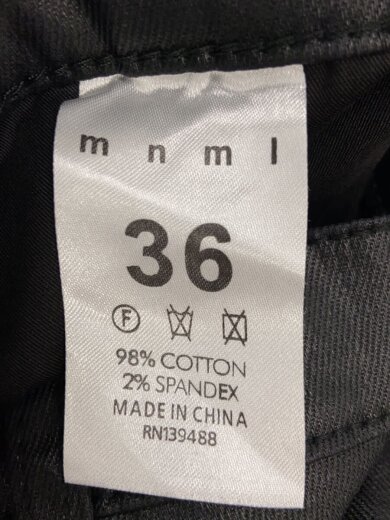 m n m l
36
F
98% COTTON
2% SPANDEX
MADE IN CHINA
RN139488